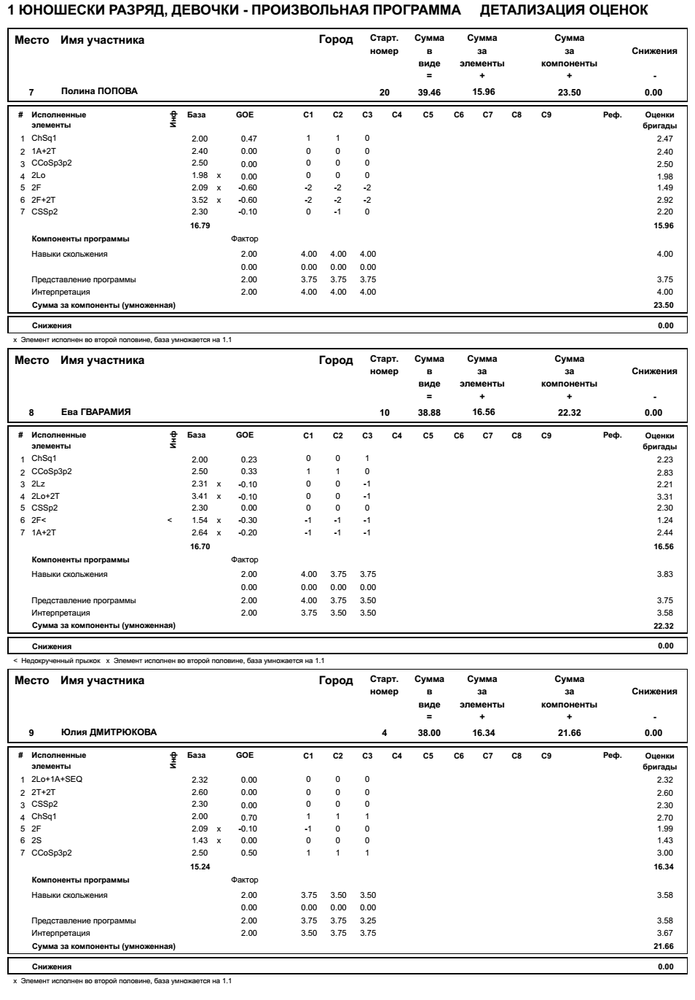 1 ЮНОШЕСКИ РАЗРЯД, ДЕВОЧКИ - ПРОИЗВОЛЬНАЯ ПРОГРАММА ДЕТАЛИЗАЦИЯ ОЦЕНОК
Место Имя участника Город Старт. номер Сумма в виде = Сумма за элементы + Сумма за компоненты + Снижения -
7 Полина ПОПОВА 20 39.46 15.96 23.50 0.00
# Исполненные элементы Инф База GOE C1 C2 C3 C4 C5 C6 C7 C8 C9 Реф. Оценки бригады
1 ChSq1 2.00 0.47 1 1 0 2.47
2 1A+2T 2.40 0.00 0 0 0 2.40
3 CCoSp3p2 2.50 0.00 0 0 0 2.50
4 2Lo 1.98 x 0.00 0 0 0 1.98
5 2F 2.09 x -0.60 -2 -2 -2 1.49
6 2F+2T 3.52 x -0.60 -2 -2 -2 2.92
7 CSSp2 2.30 -0.10 0 -1 0 2.20
16.79 15.96
Компоненты программы Фактор
Навыки скольжения 2.00 4.00 4.00 4.00 4.00
0.00 0.00 0.00 0.00
Представление программы 2.00 3.75 3.75 3.75 3.75
Интерпретация 2.00 4.00 4.00 4.00 4.00
Сумма за компоненты (умноженная) 23.50
Снижения 0.00
x Элемент исполнен во второй половине, база умножается на 1.1
Место Имя участника Город Старт. номер Сумма в виде = Сумма за элементы + Сумма за компоненты + Снижения -
8 Ева ГВАРАМИЯ 10 38.88 16.56 22.32 0.00
# Исполненные элементы Инф База GOE C1 C2 C3 C4 C5 C6 C7 C8 C9 Реф. Оценки бригады
1 ChSq1 2.00 0.23 0 0 1 2.23
2 CCoSp3p2 2.50 0.33 1 1 0 2.83
3 2Lz 2.31 x -0.10 0 0 -1 2.21
4 2Lo+2T 3.41 x -0.10 0 0 -1 3.31
5 CSSp2 2.30 0.00 0 0 0 2.30
6 2F< < 1.54 x -0.30 -1 -1 -1 1.24
7 1A+2T 2.64 x -0.20 -1 -1 -1 2.44
16.70 16.56
Компоненты программы Фактор
Навыки скольжения 2.00 4.00 3.75 3.75 3.83
0.00 0.00 0.00 0.00
Представление программы 2.00 4.00 3.75 3.50 3.75
Интерпретация 2.00 3.75 3.50 3.50 3.58
Сумма за компоненты (умноженная) 22.32
Снижения 0.00
< Недокрученный прыжок x Элемент исполнен во второй половине, база умножается на 1.1
Место Имя участника Город Старт. номер Сумма в виде = Сумма за элементы + Сумма за компоненты + Снижения -
9 Юлия ДМИТРЮКОВА 4 38.00 16.34 21.66 0.00
# Исполненные элементы Инф База GOE C1 C2 C3 C4 C5 C6 C7 C8 C9 Реф. Оценки бригады
1 2Lo+1A+SEQ 2.32 0.00 0 0 0 2.32
2 2T+2T 2.60 0.00 0 0 0 2.60
3 CSSp2 2.30 0.00 0 0 0 2.30
4 ChSq1 2.00 0.70 1 1 1 2.70
5 2F 2.09 x -0.10 -1 0 0 1.99
6 2S 1.43 x 0.00 0 0 0 1.43
7 CCoSp3p2 2.50 0.50 1 1 1 3.00
15.24 16.34
Компоненты программы Фактор
Навыки скольжения 2.00 3.75 3.50 3.50 3.58
0.00 0.00 0.00 0.00
Представление программы 2.00 3.75 3.75 3.25 3.58
Интерпретация 2.00 3.50 3.75 3.75 3.67
Сумма за компоненты (умноженная) 21.66
Снижения 0.00
x Элемент исполнен во второй половине, база умножается на 1.1